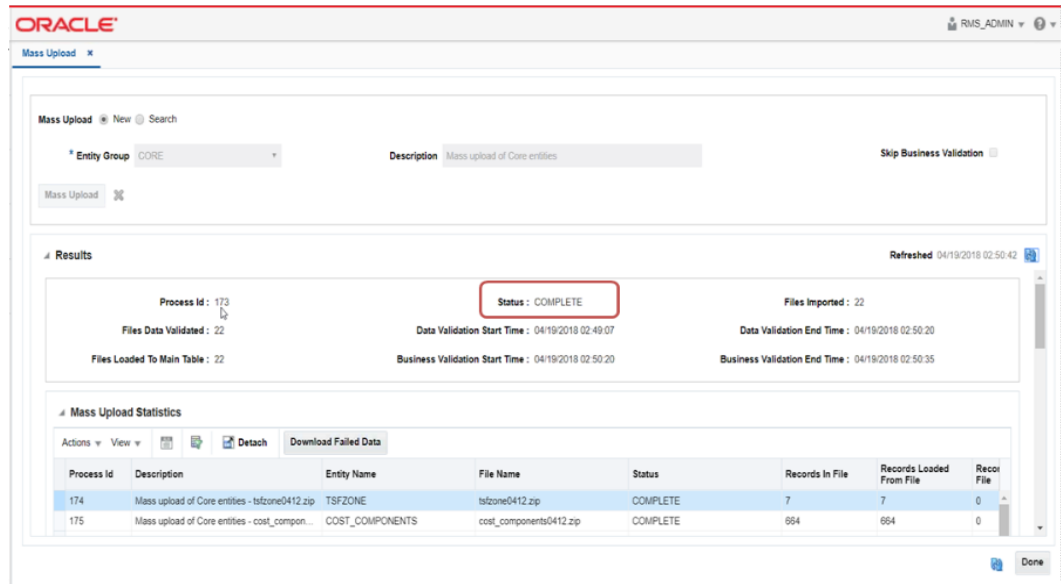 ORACLE
RMS_ADMIN
Mass Upload
Mass Upload New Search
* Entity Group CORE Description Mass upload of Core entities Skip Business Validation
Mass Upload
Results Refreshed 04/19/2018 02:50:42
Process Id : 173 Status : COMPLETE Files Imported : 22
Files Data Validated : 22 Data Validation Start Time : 04/19/2018 02:49:07 Data Validation End Time : 04/19/2018 02:50:20
Files Loaded To Main Table : 22 Business Validation Start Time : 04/19/2018 02:50:20 Business Validation End Time : 04/19/2018 02:50:35
Mass Upload Statistics
Actions View Detach Download Failed Data
Process Id Description Entity Name File Name Status Records In File Records Loaded From File Recor File
174 Mass upload of Core entities - tsfzone0412.zip TSFZONE tsfzone0412.zip COMPLETE 7 7 0
175 Mass upload of Core entities - cost_compon... COST_COMPONENTS cost_components0412.zip COMPLETE 664 664 0
Done